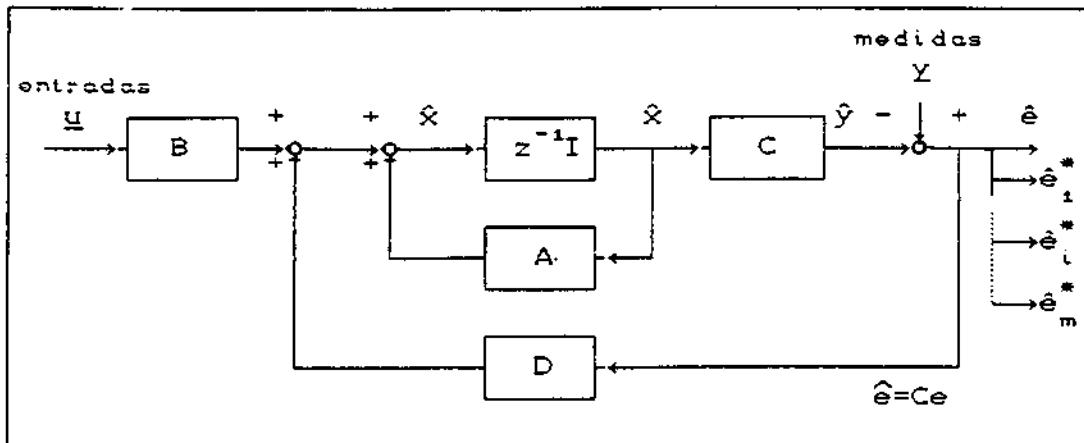 medidas
y
entradas
u
+ + x̂ x̂ ŷ - + ê
B z⁻¹I C
+ +
ê*₁
A.
ê*ᵢ
ê*ₘ
D
ê=Ce